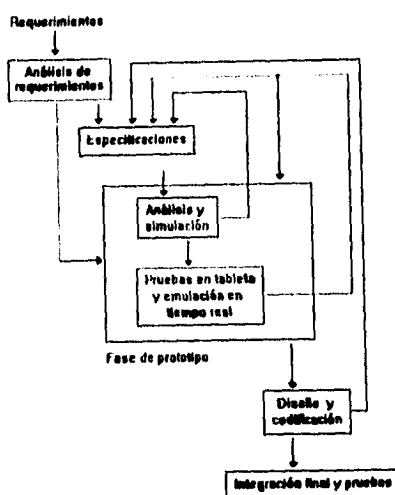 Requerimientos
Análisis de
requerimientos
Especificaciones
Análisis y
simulación
Pruebas en tableta
y emulación en
tiempo real
Fase de prototipo
Diseño y
codificación
Integración final y pruebas